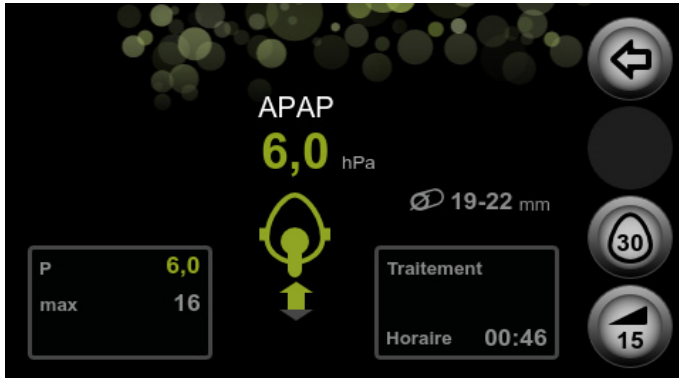 APAP
6,0 hPa
19-22 mm
30
P 6,0
max 16
Traitement
Horaire 00:46
15